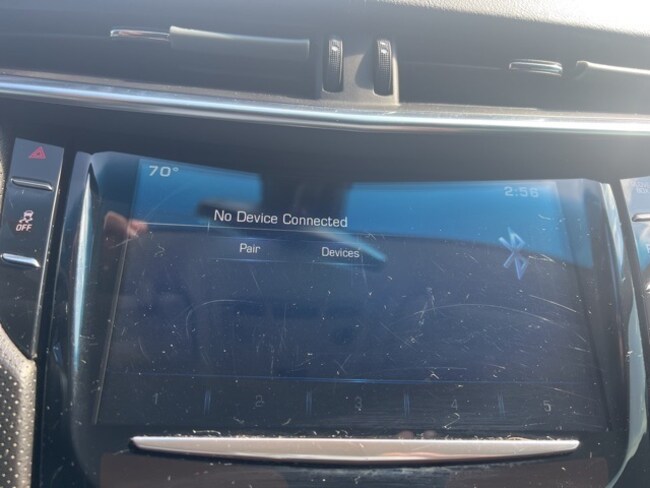 70°
2:56
No Device Connected
Pair Devices
OFF
1 2 3 4 5